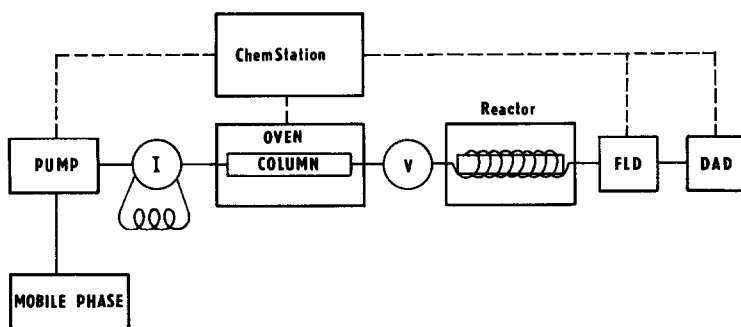 ChemStation
Reactor
OVEN
PUMP
I
COLUMN
V
FLD
DAD
MOBILE PHASE